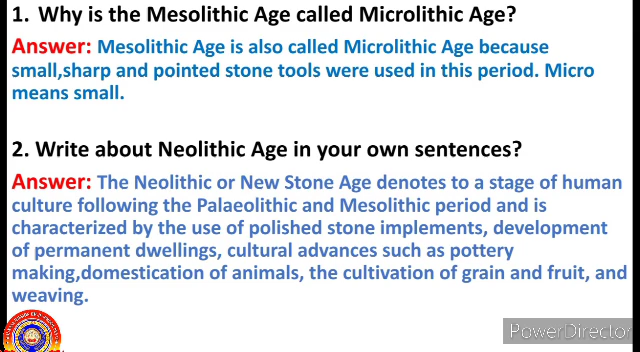 1. Why is the Mesolithic Age called Microlithic Age?
Answer: Mesolithic Age is also called Microlithic Age because
small,sharp and pointed stone tools were used in this period. Micro
means small.
2. Write about Neolithic Age in your own sentences?
Answer: The Neolithic or New Stone Age denotes to a stage of human
culture following the Palaeolithic and Mesolithic period and is
characterized by the use of polished stone implements, development
of permanent dwellings, cultural advances such as pottery
making,domestication of animals, the cultivation of grain and fruit, and
weaving.
PowerDirector